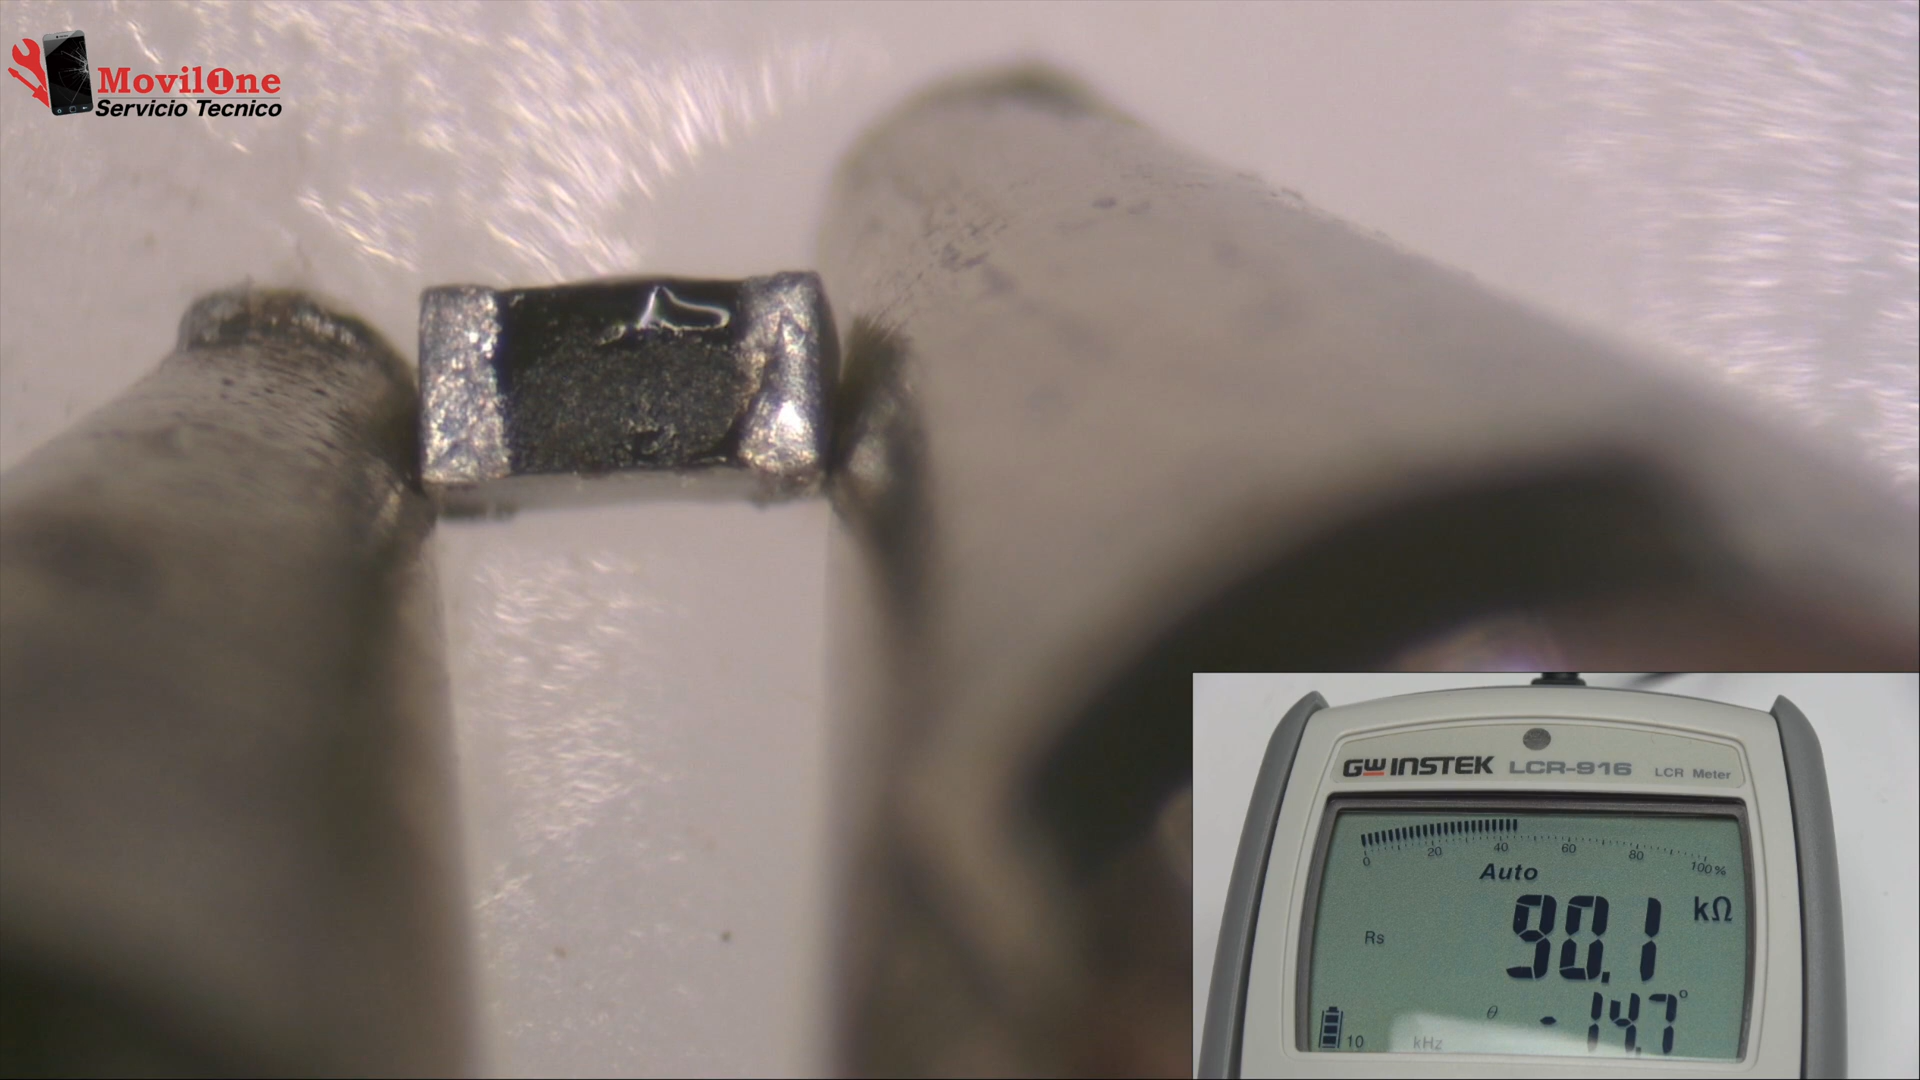 Movil1ne
Servicio Tecnico
GW INSTEK LCR-916 LCR Meter
0 20 40 60 80 100 %
Auto
90.1 kΩ
Rs
θ -14.7°
10 kHz